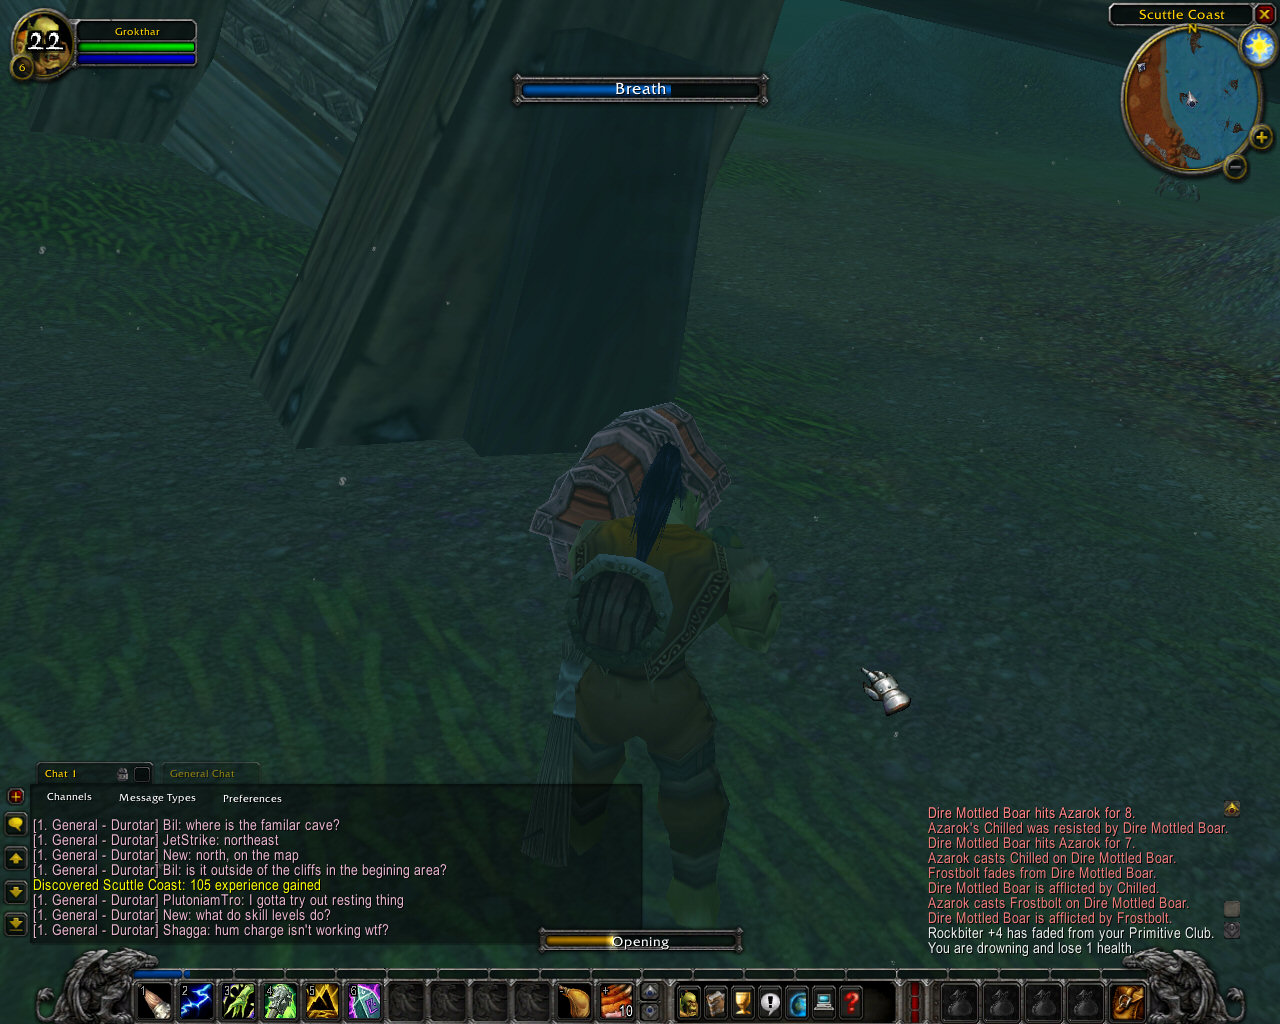 Grokthar
22
6
Breath
Scuttle Coast
N
Chat 1
General Chat
Channels
Message Types
Preferences
[1. General - Durotar] Bil: where is the familar cave?
[1. General - Durotar] JetStrike: northeast
[1. General - Durotar] New: north, on the map
[1. General - Durotar] Bil: is it outside of the cliffs in the begining area?
Discovered Scuttle Coast: 105 experience gained
[1. General - Durotar] PlutoniamTro: I gotta try out resting thing
[1. General - Durotar] New: what do skill levels do?
[1. General - Durotar] Shagga: hum charge isn't working wtf?
Dire Mottled Boar hits Azarok for 8.
Azarok's Chilled was resisted by Dire Mottled Boar.
Dire Mottled Boar hits Azarok for 7.
Azarok casts Chilled on Dire Mottled Boar.
Frostbolt fades from Dire Mottled Boar.
Dire Mottled Boar is afflicted by Chilled.
Azarok casts Frostbolt on Dire Mottled Boar.
Dire Mottled Boar is afflicted by Frostbolt.
Rockbiter +4 has faded from your Primitive Club.
You are drowning and lose 1 health.
Opening
1
2
3
4
5
6
-
+
10